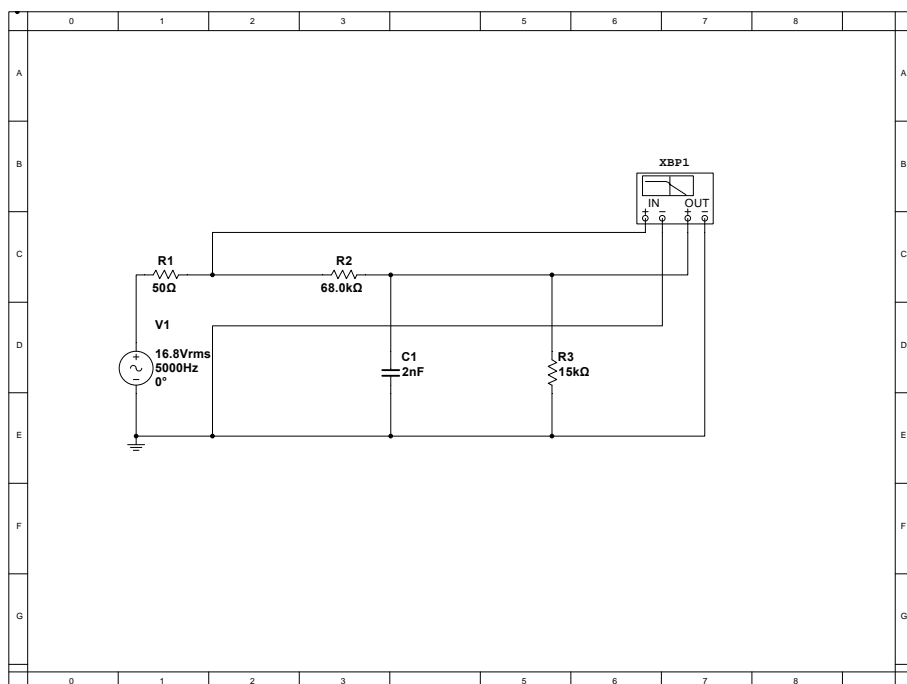 0 1 2 3 5 6 7 8
A A
B B
XBP1
IN OUT
C C
R1 R2
50Ω 68.0kΩ
V1
D D
16.8Vrms
5000Hz
0°
C1
2nF
R3
15kΩ
E E
F F
G G
0 1 2 3 5 6 7 8